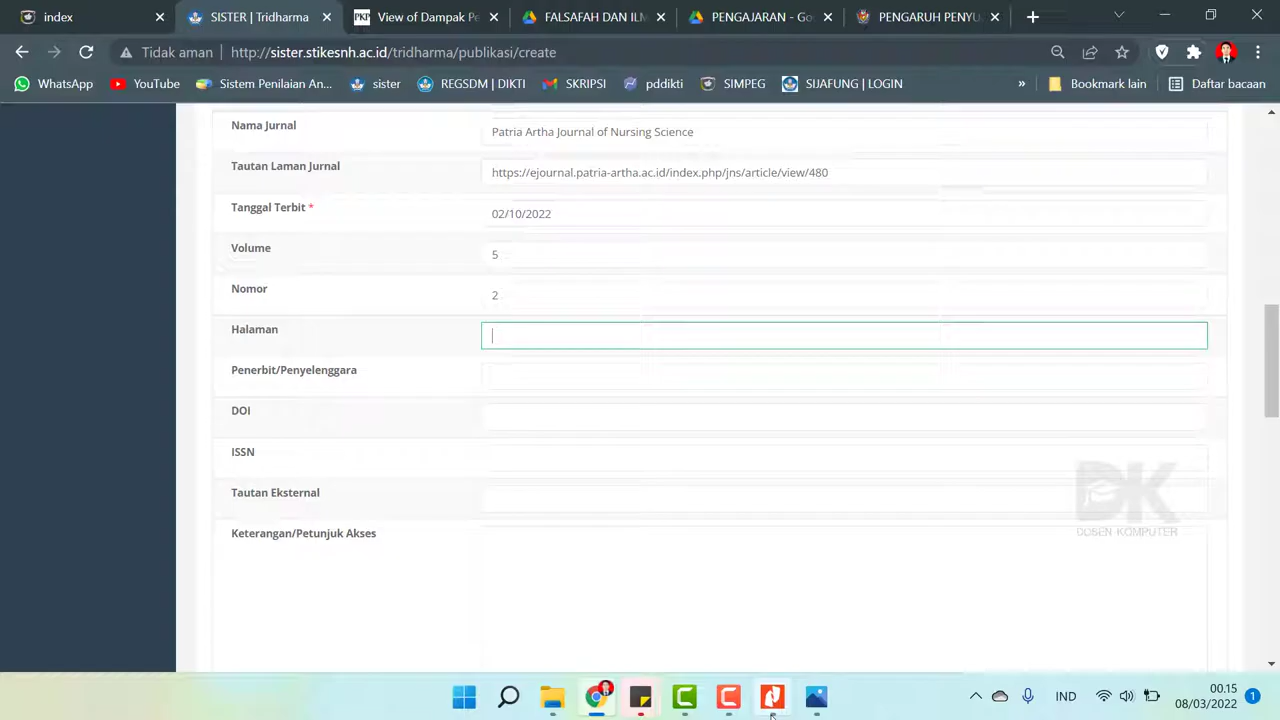 index
SISTER | Tridharma
View of Dampak Pe
FALSAFAH DAN ILM
PENGAJARAN - Go
PENGARUH PENYU
Tidak aman
http://sister.stikesnh.ac.id/tridharma/publikasi/create
WhatsApp
YouTube
Sistem Penilaian An...
sister
REGSDM | DIKTI
SKRIPSI
pddikti
SIMPEG
SIJAFUNG | LOGIN
»
Bookmark lain
Daftar bacaan
Nama Jurnal
Patria Artha Journal of Nursing Science
Tautan Laman Jurnal
https://ejournal.patria-artha.ac.id/index.php/jns/article/view/480
Tanggal Terbit *
02/10/2022
Volume
5
Nomor
2
Halaman
Penerbit/Penyelenggara
DOI
ISSN
Tautan Eksternal
Keterangan/Petunjuk Akses
DK
DOSEN KOMPUTER
IND
00.15
08/03/2022
1